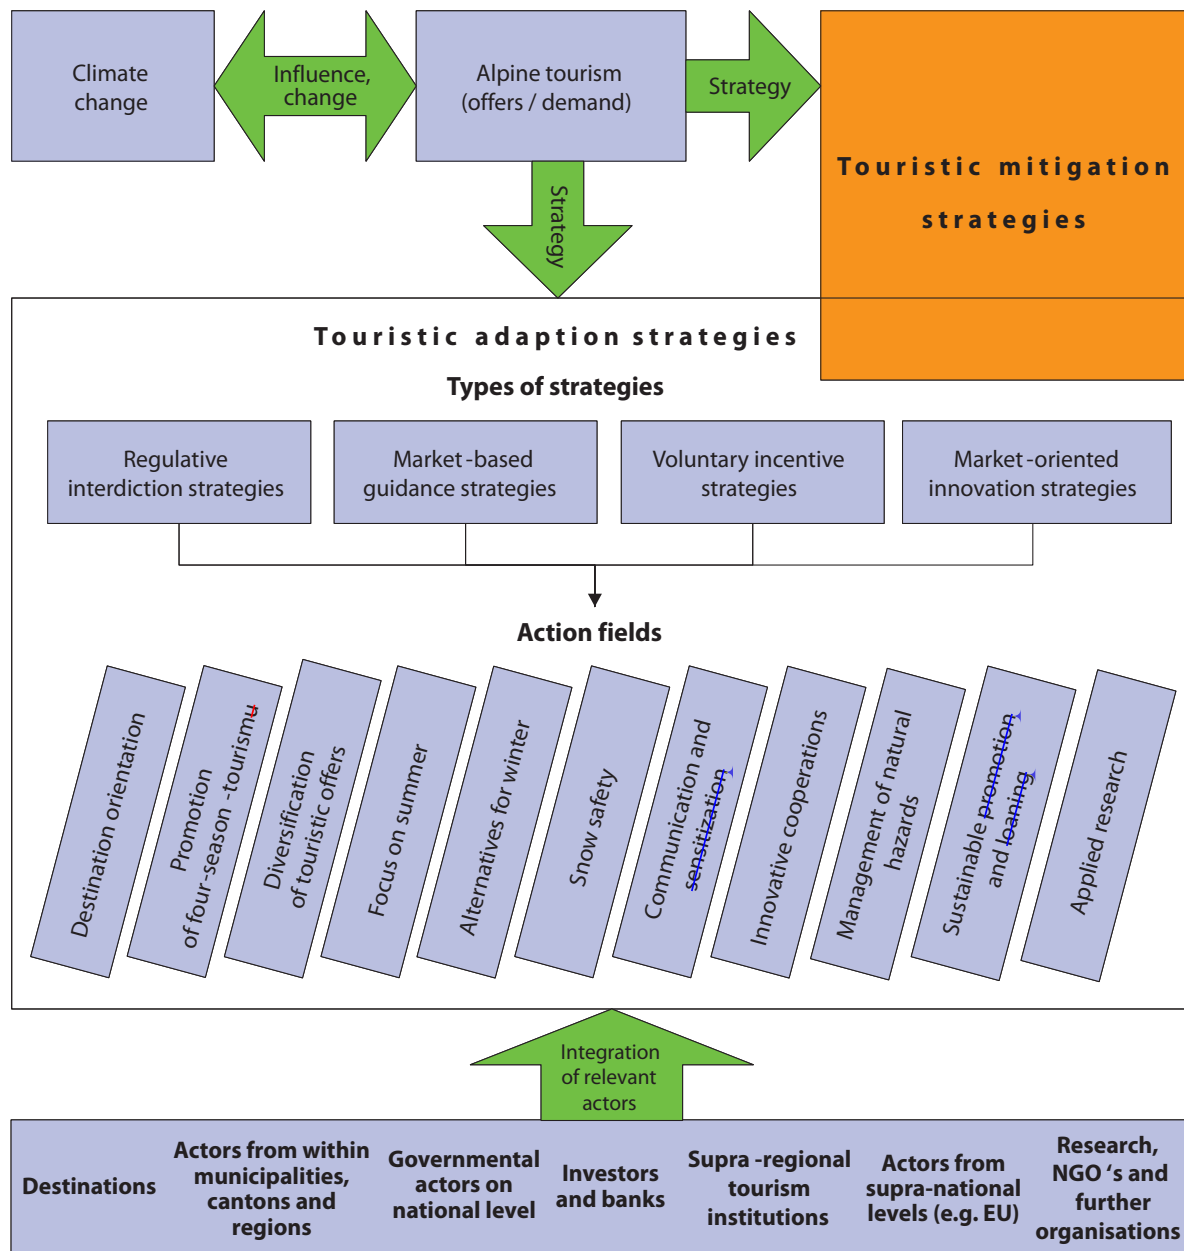 Climate
change
Influence,
change
Alpine tourism
(offers / demand)
Strategy
Touristic mitigation
strategies
Strategy
Touristic adaption strategies
Types of strategies
Regulative
interdiction strategies
Market-based
guidance strategies
Voluntary incentive
strategies
Market-oriented
innovation strategies
Action fields
Destination orientation
Promotion
of four-season -tourismu
Diversification
of touristic offers
Focus on summer
Alternatives for winter
Snow safety
Communication and
sensitization
Innovative cooperations
Management of natural
hazards
Sustainable promotion
and loaning
Applied research
Integration
of relevant
actors
Destinations
Actors from within
municipalities,
cantons and
regions
Governmental
actors on
national level
Investors
and banks
Supra -regional
tourism
institutions
Actors from
supra-national
levels (e.g. EU)
Research,
NGO ‘s and
further
organisations